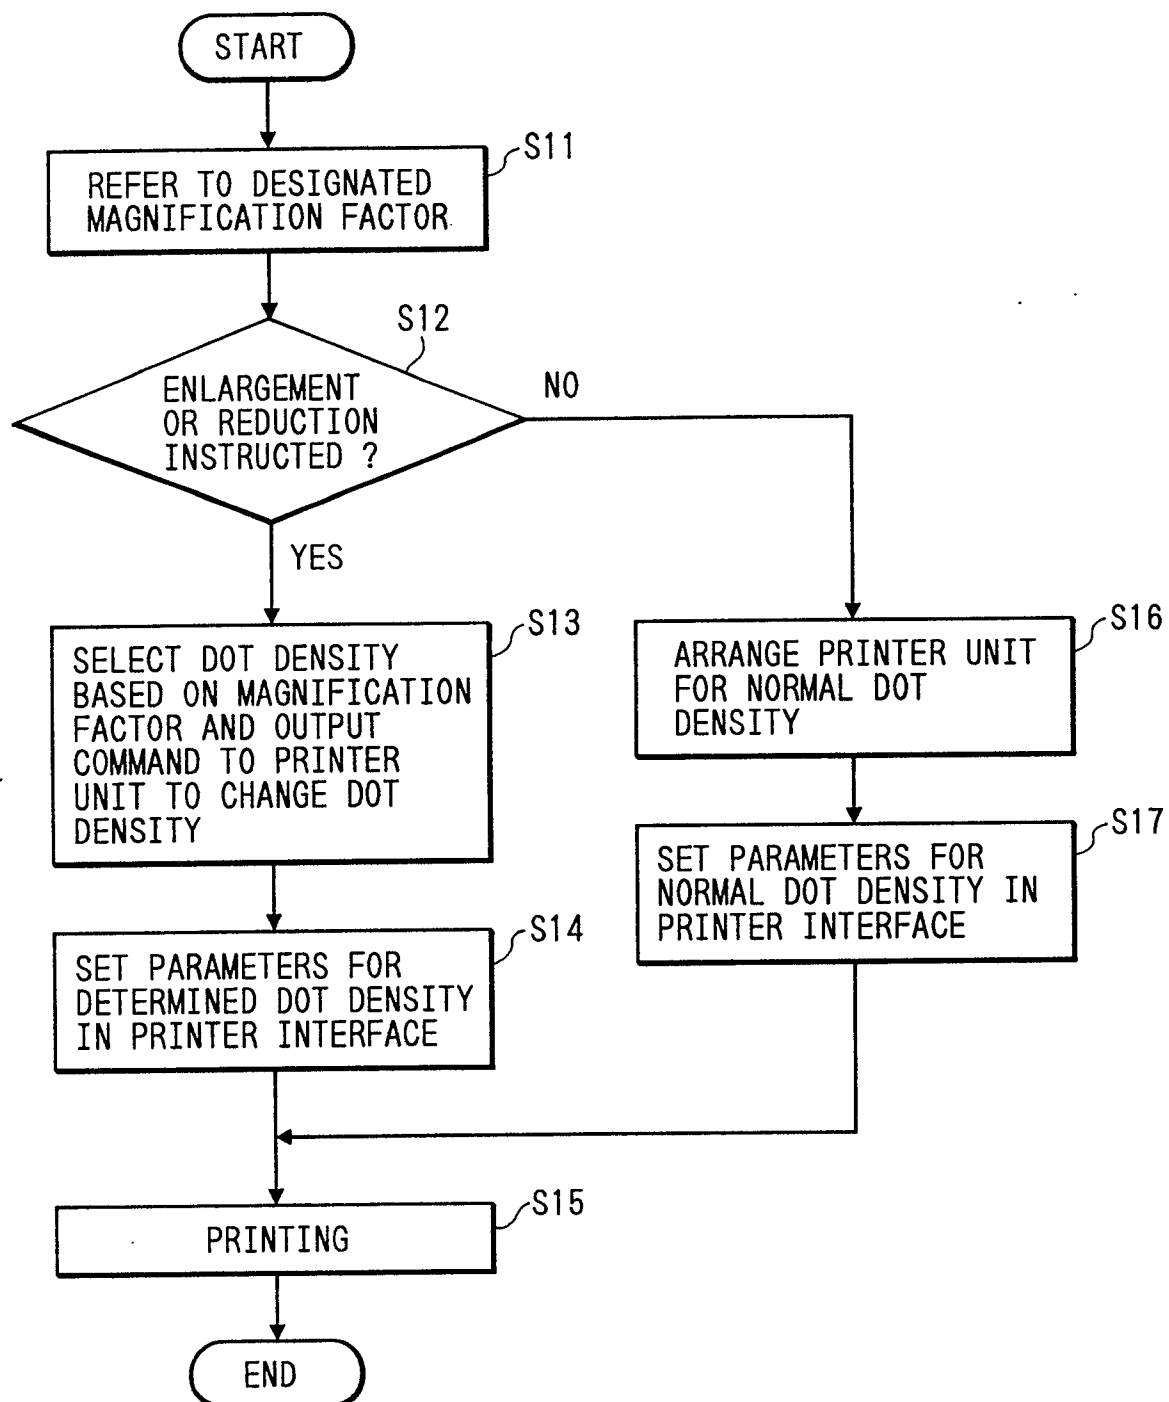 START
S11
REFER TO DESIGNATED
MAGNIFICATION FACTOR
S12
ENLARGEMENT
OR REDUCTION
INSTRUCTED ?
NO
YES
S13
SELECT DOT DENSITY
BASED ON MAGNIFICATION
FACTOR AND OUTPUT
COMMAND TO PRINTER
UNIT TO CHANGE DOT
DENSITY
S16
ARRANGE PRINTER UNIT
FOR NORMAL DOT
DENSITY
S17
SET PARAMETERS FOR
NORMAL DOT DENSITY IN
PRINTER INTERFACE
S14
SET PARAMETERS FOR
DETERMINED DOT DENSITY
IN PRINTER INTERFACE
S15
PRINTING
END